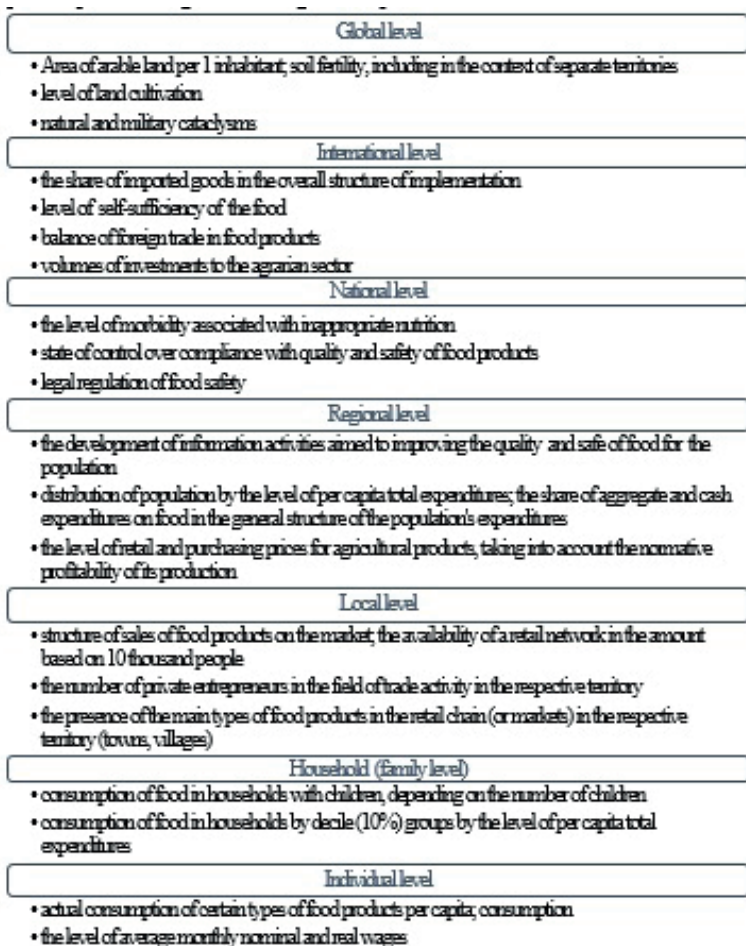 Global level
• Area of arable land per 1 inhabitant; soil fertility, including in the context of separate territories
• level of land cultivation
• natural and military cataclysms
International level
• the share of imported goods in the overall structure of implementation
• level of self-sufficiency of the food
• balance of foreign trade in food products
• volumes of investments to the agrarian sector
National level
• the level of morbidity associated with inappropriate nutrition
• state of control over compliance with quality and safety of food products
• legal regulation of food safety
Regional level
• the development of information activities aimed to improving the quality and safe of food for the
population
• distribution of population by the level of per capita total expenditures; the share of aggregate and cash
expenditures on food in the general structure of the population's expenditures
• the level of retail and purchasing prices for agricultural products, taking into account the normative
profitability of its production
Local level
• structure of sales of food products on the market; the availability of a retail network in the amount
based on 10 thousand people
• the number of private entrepreneurs in the field of trade activity in the respective territory
• the presence of the main types of food products in the retail chain (or markets) in the respective
territory (towns, villages)
Household (family level)
• consumption of food in households with children, depending on the number of children
• consumption of food in households by decile (10%) groups by the level of per capita total
expenditures
Individual level
• actual consumption of certain types of food products per capita; consumption
• the level of average monthly nominal and real wages